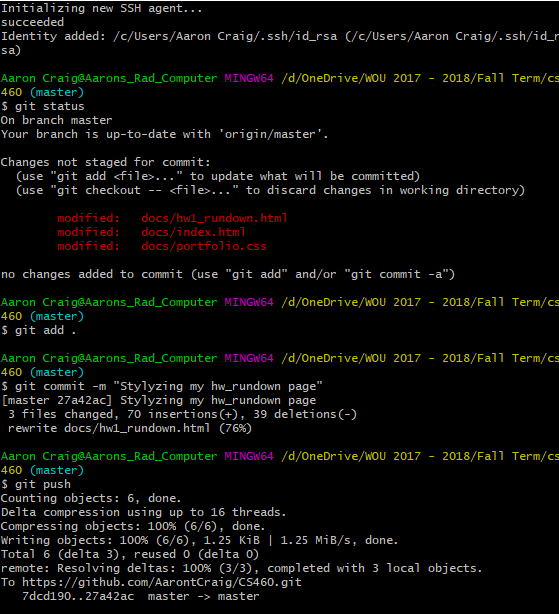 Initializing new SSH agent...
succeeded
Identity added: /c/Users/Aaron Craig/.ssh/id_rsa (/c/Users/Aaron Craig/.ssh/id_r
sa)
Aaron Craig@Aarons_Rad_Computer MINGW64 /d/OneDrive/WOU 2017 - 2018/Fall Term/cs
460 (master)
$ git status
On branch master
Your branch is up-to-date with 'origin/master'.
Changes not staged for commit:
  (use "git add <file>..." to update what will be committed)
  (use "git checkout -- <file>..." to discard changes in working directory)
        modified:   docs/hw1_rundown.html
        modified:   docs/index.html
        modified:   docs/portfolio.css
no changes added to commit (use "git add" and/or "git commit -a")
Aaron Craig@Aarons_Rad_Computer MINGW64 /d/OneDrive/WOU 2017 - 2018/Fall Term/cs
460 (master)
$ git add .
Aaron Craig@Aarons_Rad_Computer MINGW64 /d/OneDrive/WOU 2017 - 2018/Fall Term/cs
460 (master)
$ git commit -m "Stylyzing my hw_rundown page"
[master 27a42ac] Stylyzing my hw_rundown page
 3 files changed, 70 insertions(+), 39 deletions(-)
 rewrite docs/hw1_rundown.html (76%)
Aaron Craig@Aarons_Rad_Computer MINGW64 /d/OneDrive/WOU 2017 - 2018/Fall Term/cs
460 (master)
$ git push
Counting objects: 6, done.
Delta compression using up to 16 threads.
Compressing objects: 100% (6/6), done.
Writing objects: 100% (6/6), 1.25 KiB | 1.25 MiB/s, done.
Total 6 (delta 3), reused 0 (delta 0)
remote: Resolving deltas: 100% (3/3), completed with 3 local objects.
To https://github.com/AarontCraig/CS460.git
   7dcd190..27a42ac  master -> master